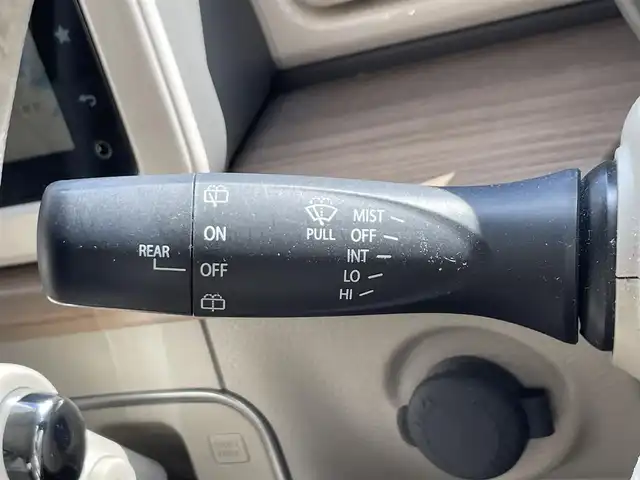 REAR
ON
OFF
PULL
MIST
OFF
INT
LO
HI